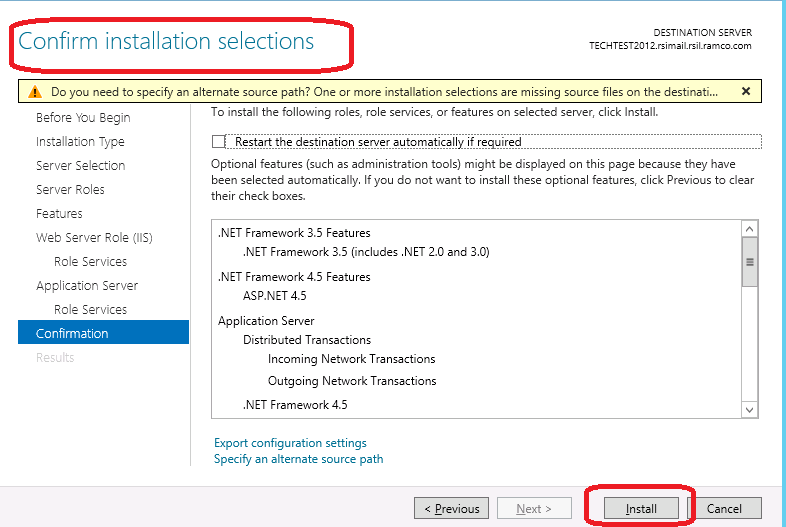 Confirm installation selections
DESTINATION SERVER
TECHTEST2012.rsimail.rsil.ramco.com
Do you need to specify an alternate source path? One or more installation selections are missing source files on the destinati...
Before You Begin
Installation Type
Server Selection
Server Roles
Features
Web Server Role (IIS)
Role Services
Application Server
Role Services
Confirmation
Results
To install the following roles, role services, or features on selected server, click Install.
Restart the destination server automatically if required
Optional features (such as administration tools) might be displayed on this page because they have
been selected automatically. If you do not want to install these optional features, click Previous to clear
their check boxes.
.NET Framework 3.5 Features
.NET Framework 3.5 (includes .NET 2.0 and 3.0)
.NET Framework 4.5 Features
ASP.NET 4.5
Application Server
Distributed Transactions
Incoming Network Transactions
Outgoing Network Transactions
.NET Framework 4.5
Export configuration settings
Specify an alternate source path
< Previous
Next >
Install
Cancel